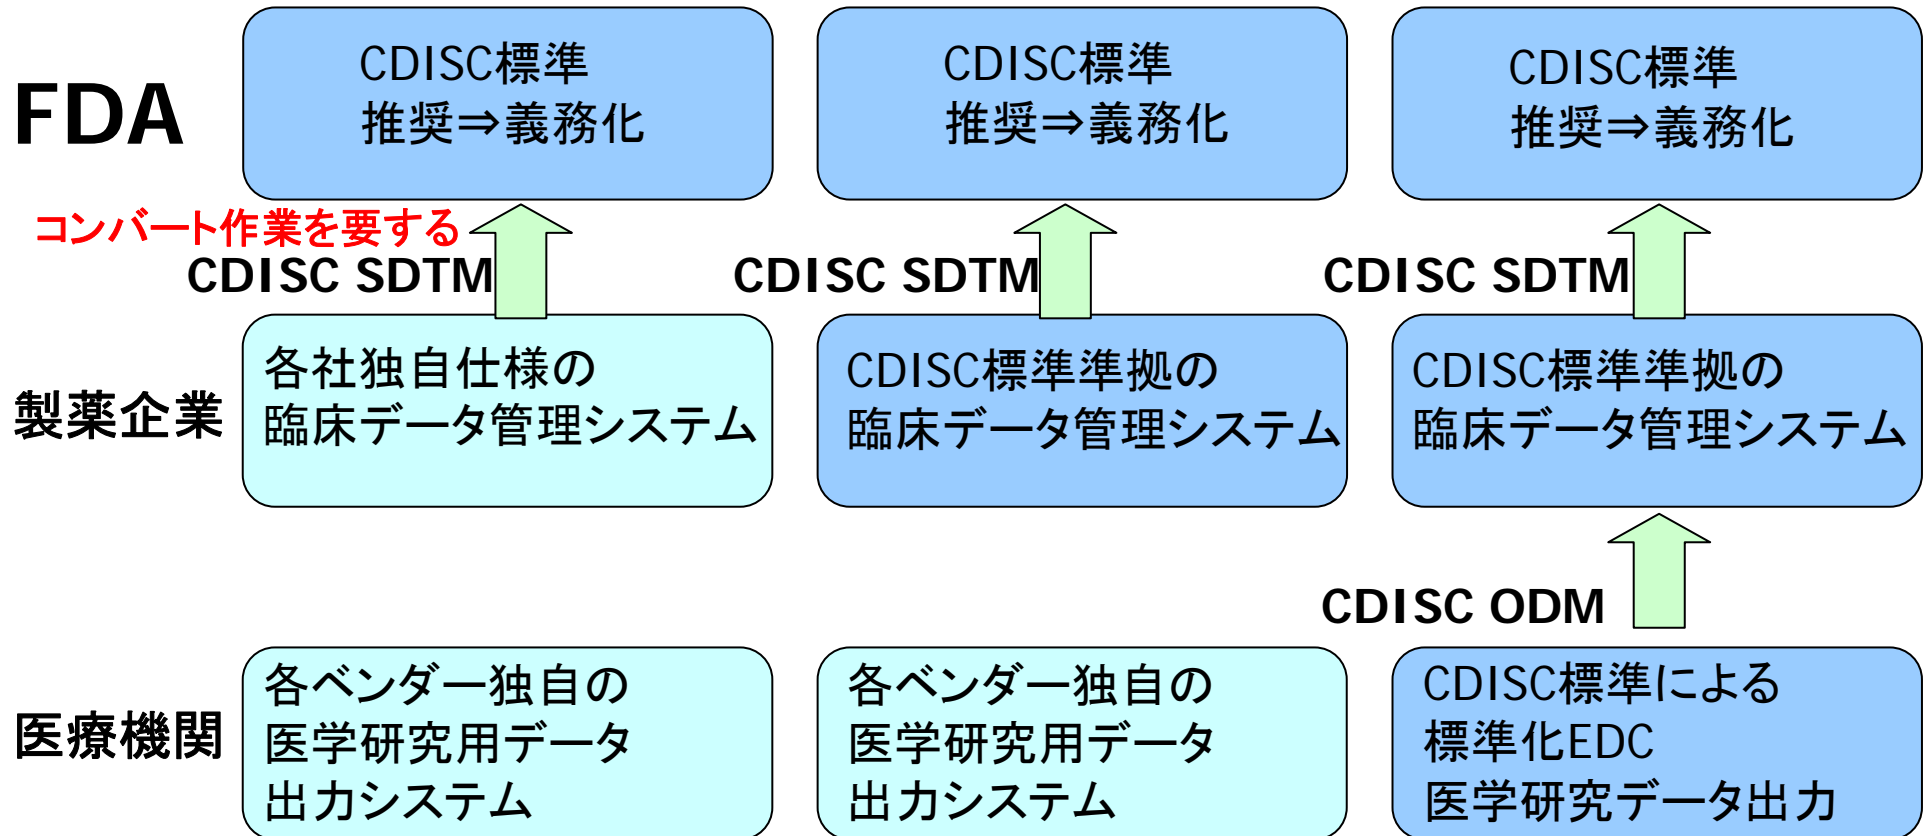 FDA
CDISC標準
推奨⇒義務化
CDISC標準
推奨⇒義務化
CDISC標準
推奨⇒義務化
コンバート作業を要する
CDISC SDTM
CDISC SDTM
CDISC SDTM
製薬企業
各社独自仕様の
臨床データ管理システム
CDISC標準準拠の
臨床データ管理システム
CDISC標準準拠の
臨床データ管理システム
CDISC ODM
医療機関
各ベンダー独自の
医学研究用データ
出力システム
各ベンダー独自の
医学研究用データ
出力システム
CDISC標準による
標準化EDC
医学研究データ出力